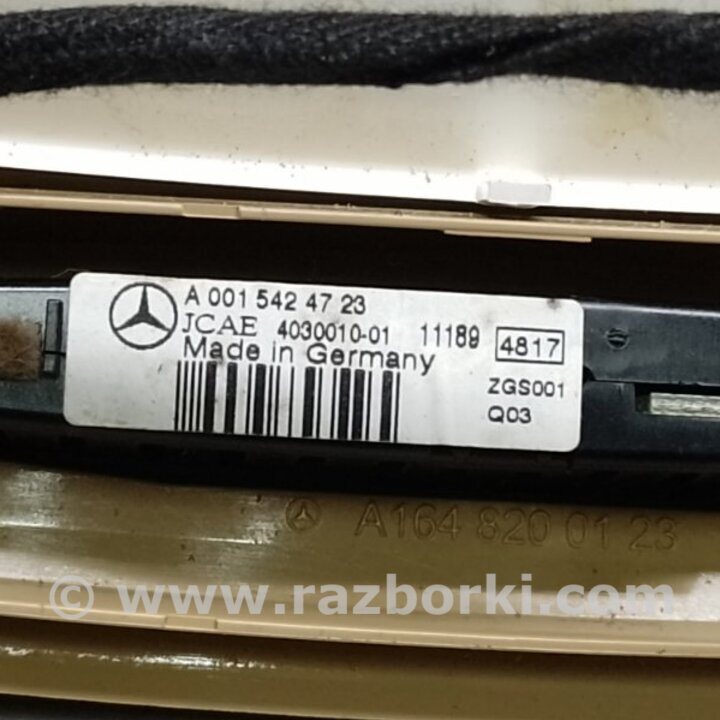 A 001 542 47 23
JCAE 4030010-01 11189 4817
Made in Germany
ZGS001
Q03
A164 820 01 23
© www.razborki.com